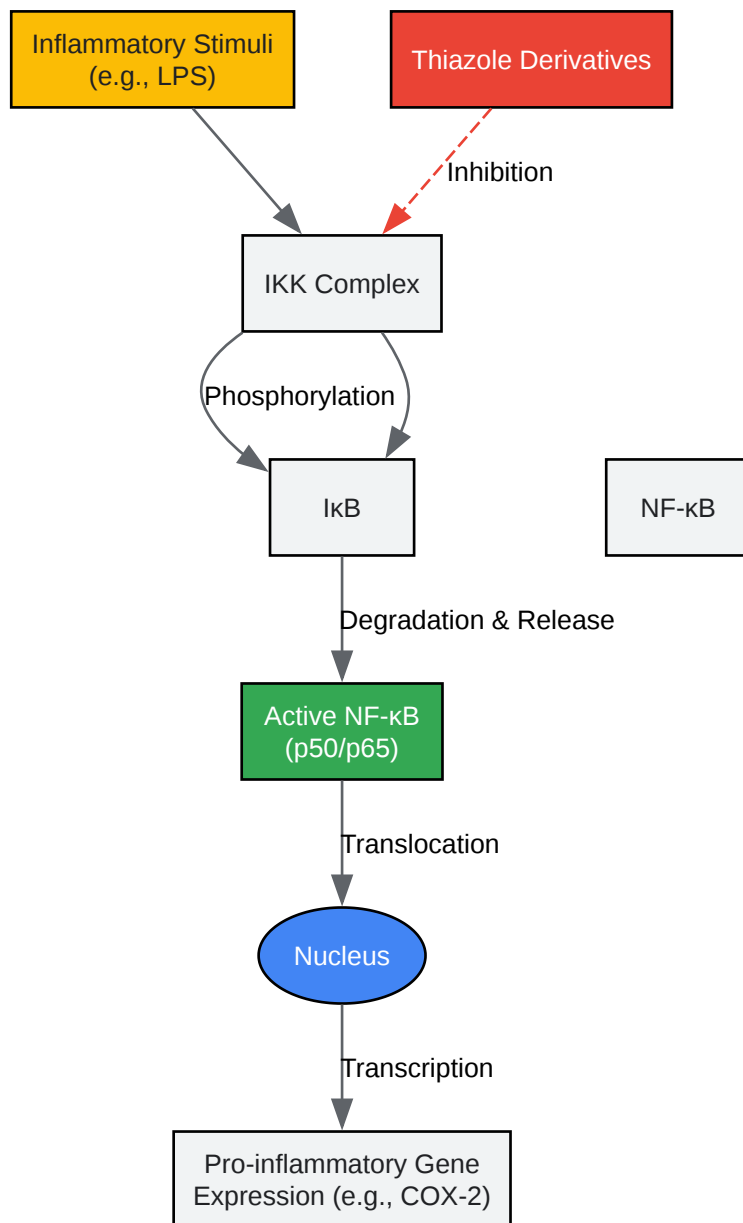 Inflammatory Stimuli
(e.g., LPS)
Thiazole Derivatives
Inhibition
IKK Complex
Phosphorylation
IκB
NF-κB
Degradation & Release
Active NF-κB
(p50/p65)
Translocation
Nucleus
Transcription
Pro-inflammatory Gene
Expression (e.g., COX-2)